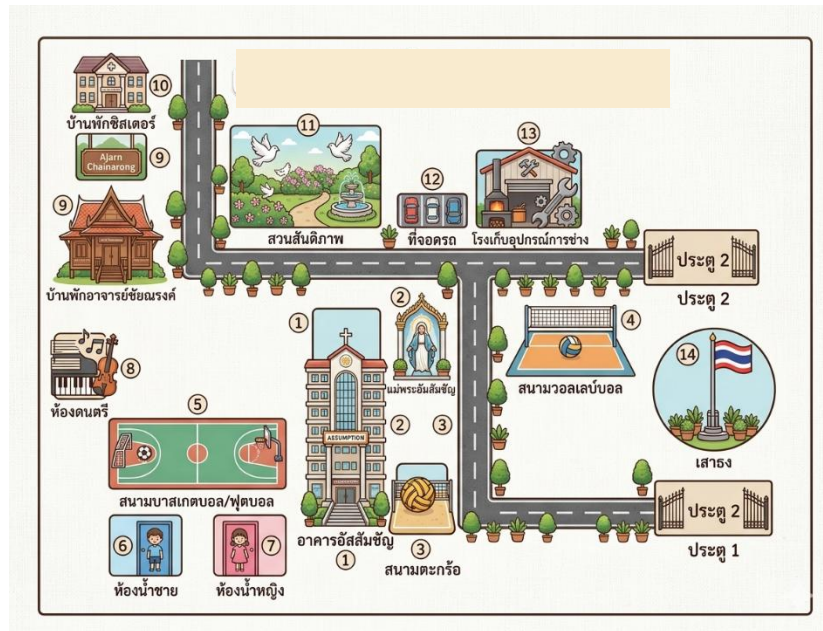 10
บ้านพักซิสเตอร์
Ajarn
Chainarong
9
9
บ้านพักอาจารย์ชัยณรงค์
11
สวนสันติภาพ
12
ที่จอดรถ
13
โรงเก็บอุปกรณ์การช่าง
ประตู 2
ประตู 2
1
2
แม่พระอัมสัมชัญ
4
สนามวอลเลย์บอล
14
เสาธง
8
ห้องดนตรี
5
สนามบาสเกตบอล/ฟุตบอล
ASSUMPTION
2
3
6
ห้องน้ำชาย
7
ห้องน้ำหญิง
อาคารอัสสัมชัญ
1
3
สนามตะกร้อ
ประตู 2
ประตู 1